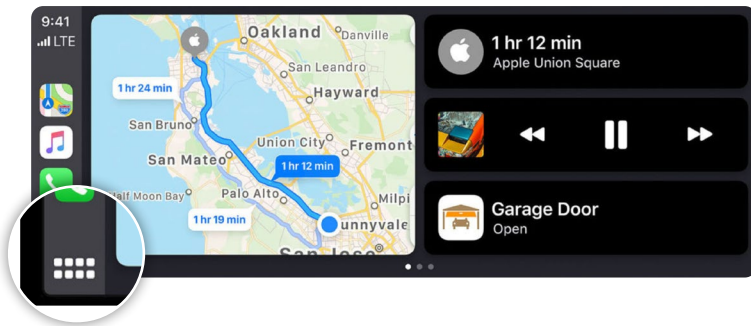 9:41
LTE
Oakland
Danville
San Leandro
1 hr 24 min
Hayward
San Bruno
Union City
Fremont
San Mateo
1 hr 12 min
Half Moon Bay
Palo Alto
Milpi
1 hr 19 min
unnyvale
San Jose
1 hr 12 min
Apple Union Square
Garage Door
Open